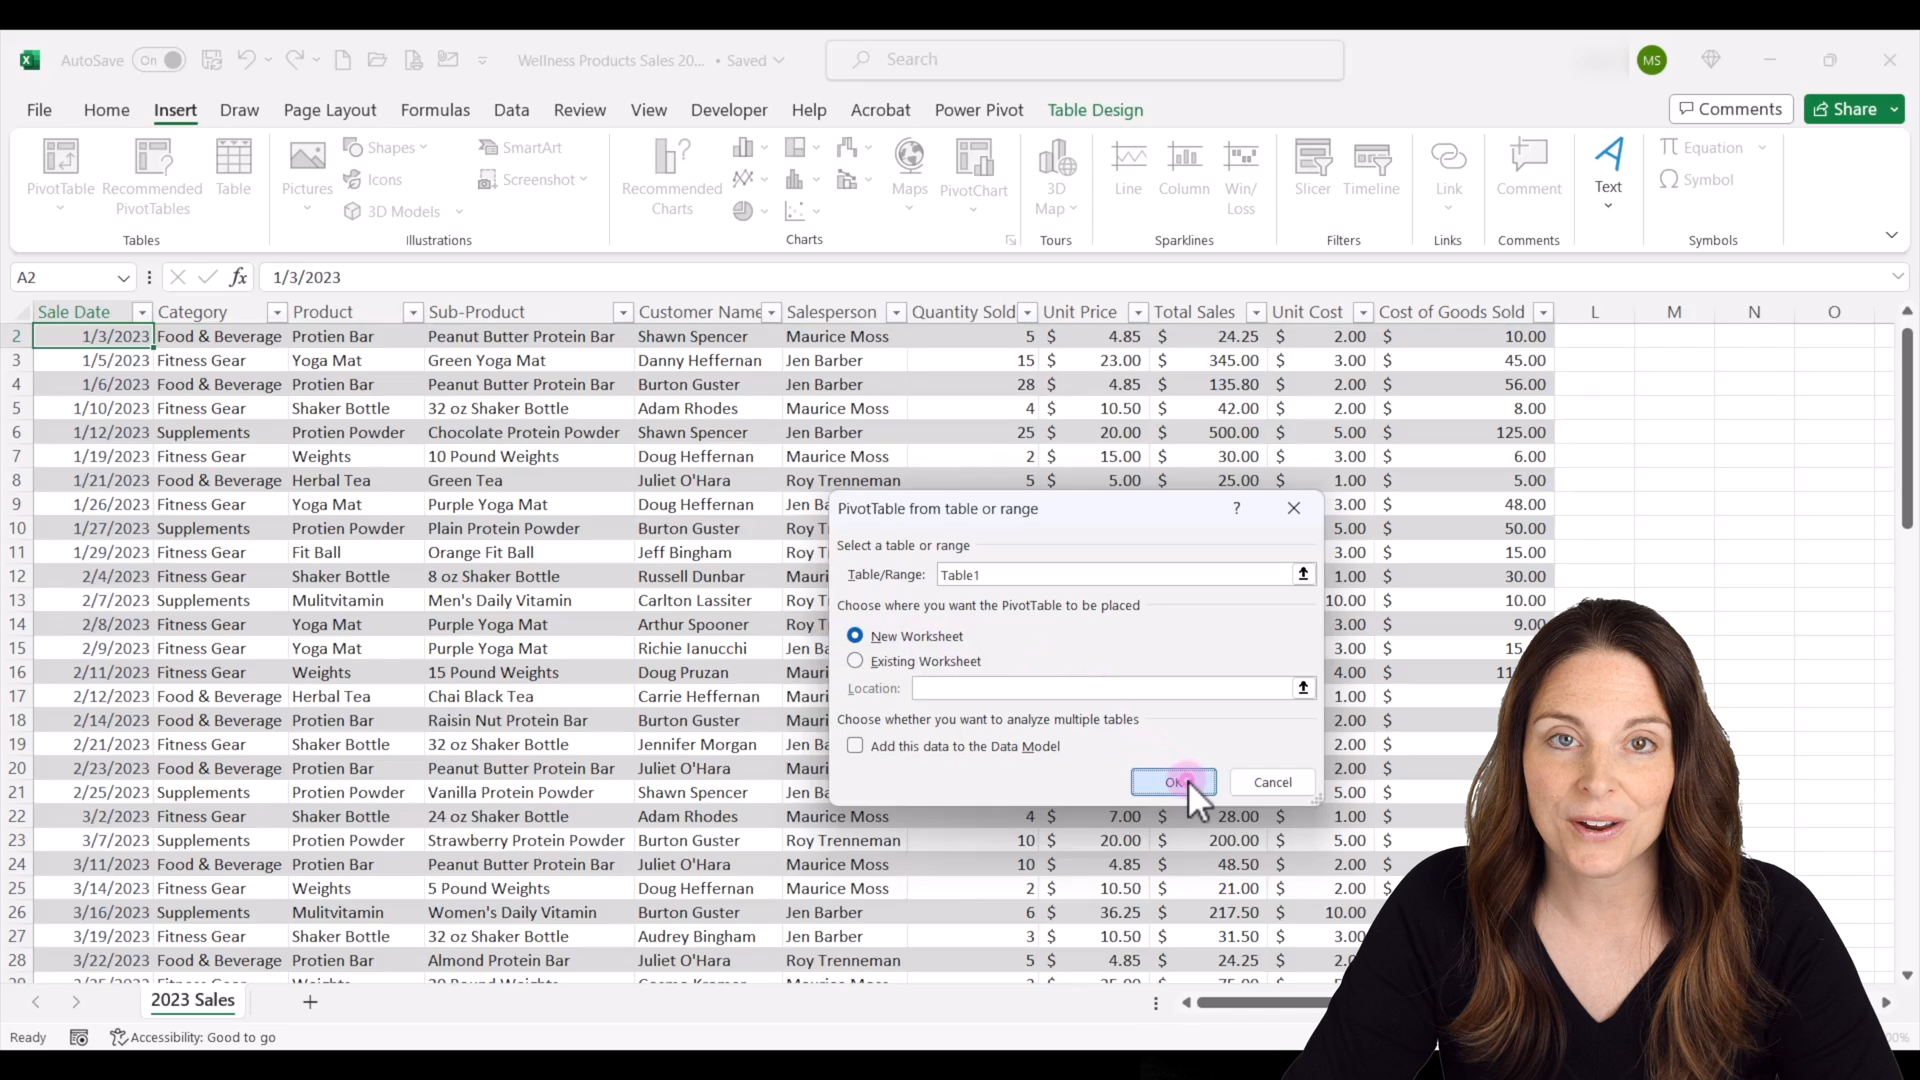 AutoSave On Wellness Products Sales 20... • Saved Search MS
File Home Insert Draw Page Layout Formulas Data Review View Developer Help Acrobat Power Pivot Table Design Comments Share
PivotTable Recommended PivotTables Table Pictures Shapes Icons 3D Models SmartArt Screenshot Recommended Charts Maps PivotChart 3D Map Line Column Win/Loss Slicer Timeline Link Comment Text Equation Symbol
Tables Illustrations Charts Tours Sparklines Filters Links Comments Symbols
A2 fx 1/3/2023
Sale Date Category Product Sub-Product Customer Name Salesperson Quantity Sold Unit Price Total Sales Unit Cost Cost of Goods Sold L M N O
2 1/3/2023 Food & Beverage Protien Bar Peanut Butter Protein Bar Shawn Spencer Maurice Moss 5 $ 4.85 $ 24.25 $ 2.00 $ 10.00
3 1/5/2023 Fitness Gear Yoga Mat Green Yoga Mat Danny Heffernan Jen Barber 15 $ 23.00 $ 345.00 $ 3.00 $ 45.00
4 1/6/2023 Food & Beverage Protien Bar Peanut Butter Protein Bar Burton Guster Jen Barber 28 $ 4.85 $ 135.80 $ 2.00 $ 56.00
5 1/10/2023 Fitness Gear Shaker Bottle 32 oz Shaker Bottle Adam Rhodes Maurice Moss 4 $ 10.50 $ 42.00 $ 2.00 $ 8.00
6 1/12/2023 Supplements Protien Powder Chocolate Protein Powder Shawn Spencer Jen Barber 25 $ 20.00 $ 500.00 $ 5.00 $ 125.00
7 1/19/2023 Fitness Gear Weights 10 Pound Weights Doug Heffernan Maurice Moss 2 $ 15.00 $ 30.00 $ 3.00 $ 6.00
8 1/21/2023 Food & Beverage Herbal Tea Green Tea Juliet O'Hara Roy Trenneman 5 $ 5.00 $ 25.00 $ 1.00 $ 5.00
9 1/26/2023 Fitness Gear Yoga Mat Purple Yoga Mat Doug Heffernan Jen B 3.00 $ 48.00
10 1/27/2023 Supplements Protien Powder Plain Protein Powder Burton Guster Roy T 5.00 $ 50.00
11 1/29/2023 Fitness Gear Fit Ball Orange Fit Ball Jeff Bingham Roy T 3.00 $ 15.00
12 2/4/2023 Fitness Gear Shaker Bottle 8 oz Shaker Bottle Russell Dunbar Mauri 1.00 $ 30.00
13 2/7/2023 Supplements Mulitvitamin Men's Daily Vitamin Carlton Lassiter Roy T 10.00 $ 10.00
14 2/8/2023 Fitness Gear Yoga Mat Purple Yoga Mat Arthur Spooner Roy T 3.00 $ 9.00
15 2/9/2023 Fitness Gear Yoga Mat Purple Yoga Mat Richie Ianucchi Jen Ba 3.00 $ 15.
16 2/11/2023 Fitness Gear Weights 15 Pound Weights Doug Pruzan Mauri 4.00 $ 11
17 2/12/2023 Food & Beverage Herbal Tea Chai Black Tea Carrie Heffernan Mauri 1.00 $
18 2/14/2023 Food & Beverage Protien Bar Raisin Nut Protein Bar Burton Guster Mauri 2.00 $
19 2/21/2023 Fitness Gear Shaker Bottle 32 oz Shaker Bottle Jennifer Morgan Jen Ba 2.00 $
20 2/23/2023 Food & Beverage Protien Bar Peanut Butter Protein Bar Juliet O'Hara Mauri 2.00 $
21 2/25/2023 Supplements Protien Powder Vanilla Protein Powder Shawn Spencer Jen Ba 5.00 $
22 3/2/2023 Fitness Gear Shaker Bottle 24 oz Shaker Bottle Adam Rhodes Maurice Moss 4 $ 7.00 $ 28.00 $ 1.00 $
23 3/7/2023 Supplements Protien Powder Strawberry Protein Powder Burton Guster Roy Trenneman 10 $ 20.00 $ 200.00 $ 5.00 $
24 3/11/2023 Food & Beverage Protien Bar Peanut Butter Protein Bar Juliet O'Hara Maurice Moss 10 $ 4.85 $ 48.50 $ 2.00 $
25 3/14/2023 Fitness Gear Weights 5 Pound Weights Doug Heffernan Maurice Moss 2 $ 10.50 $ 21.00 $ 2.00 $
26 3/16/2023 Supplements Mulitvitamin Women's Daily Vitamin Burton Guster Jen Barber 6 $ 36.25 $ 217.50 $ 10.00 $
27 3/19/2023 Fitness Gear Shaker Bottle 32 oz Shaker Bottle Audrey Bingham Jen Barber 3 $ 10.50 $ 31.50 $ 3.00
28 3/22/2023 Food & Beverage Protien Bar Almond Protein Bar Juliet O'Hara Roy Trenneman 5 $ 4.85 $ 24.25 $ 2.0
PivotTable from table or range ?
Select a table or range
Table/Range: Table1
Choose where you want the PivotTable to be placed
New Worksheet
Existing Worksheet
Location:
Choose whether you want to analyze multiple tables
Add this data to the Data Model
OK Cancel
2023 Sales
Ready Accessibility: Good to go